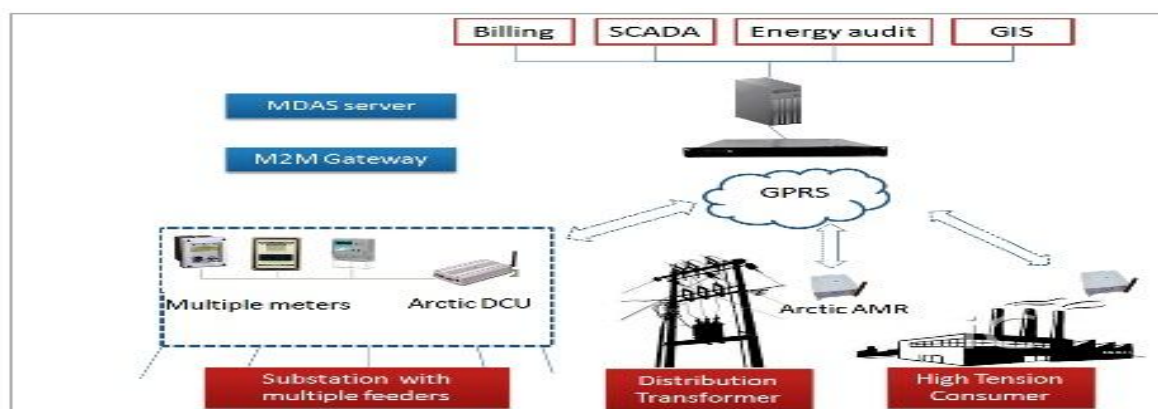 Billing
SCADA
Energy audit
GIS
MDAS server
M2M Gateway
GPRS
Multiple meters
Arctic DCU
Arctic AMR
Substation with
multiple feeders
Distribution
Transformer
High Tension
Consumer